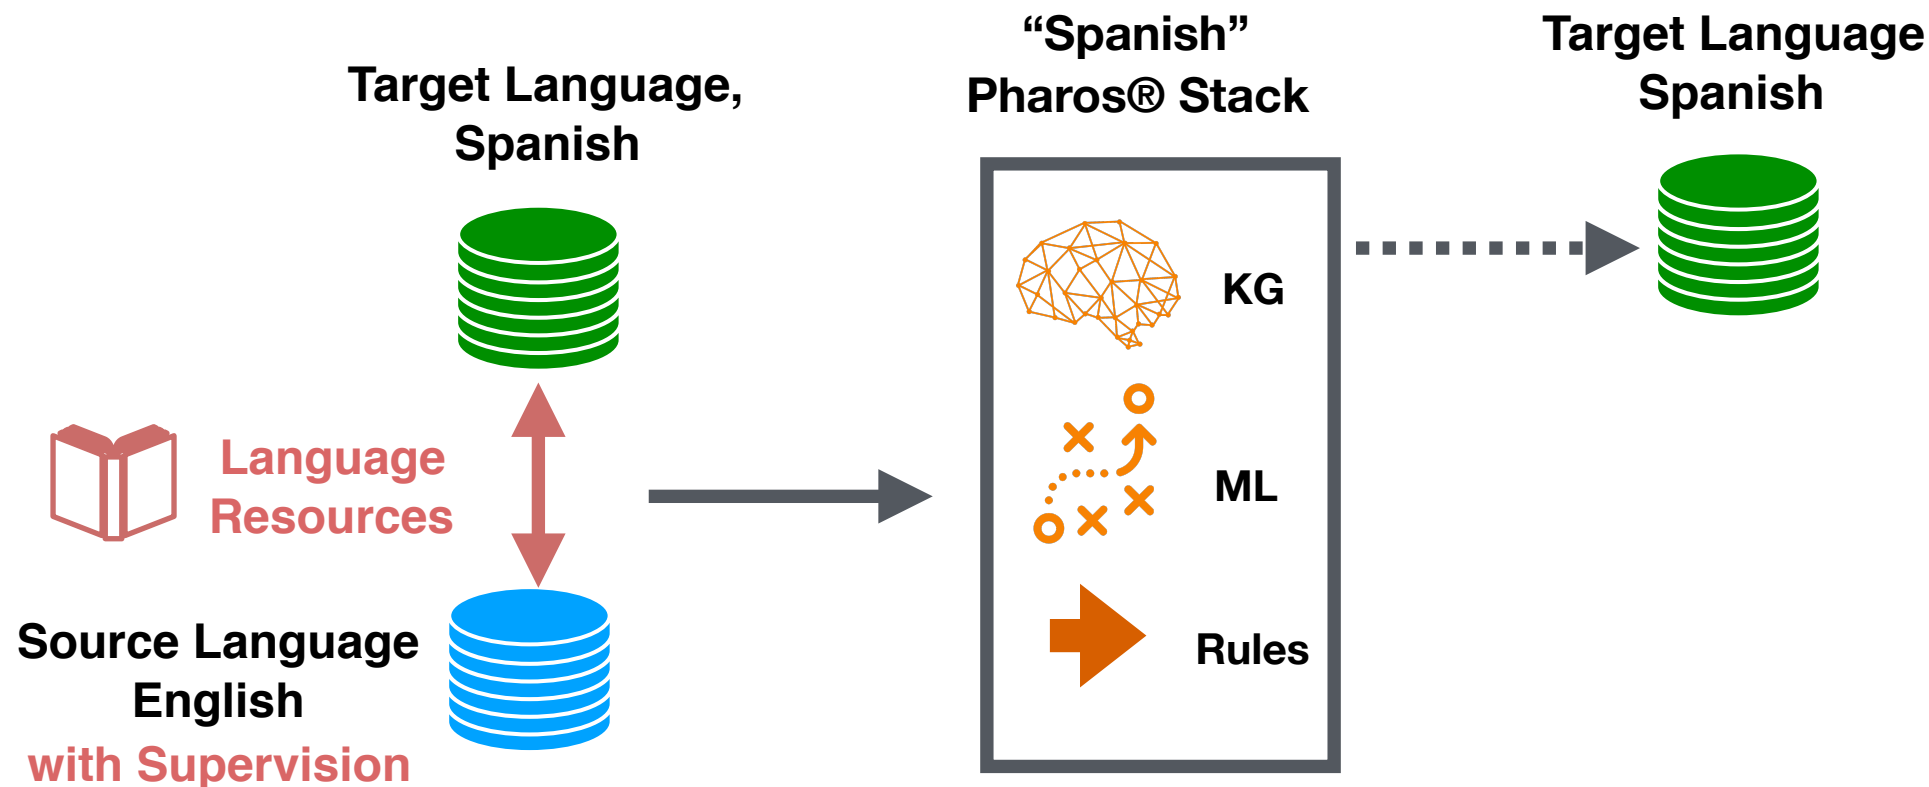 Target Language,
Spanish
Language
Resources
Source Language
English
with Supervision
“Spanish”
Pharos® Stack
KG
ML
Rules
Target Language
Spanish